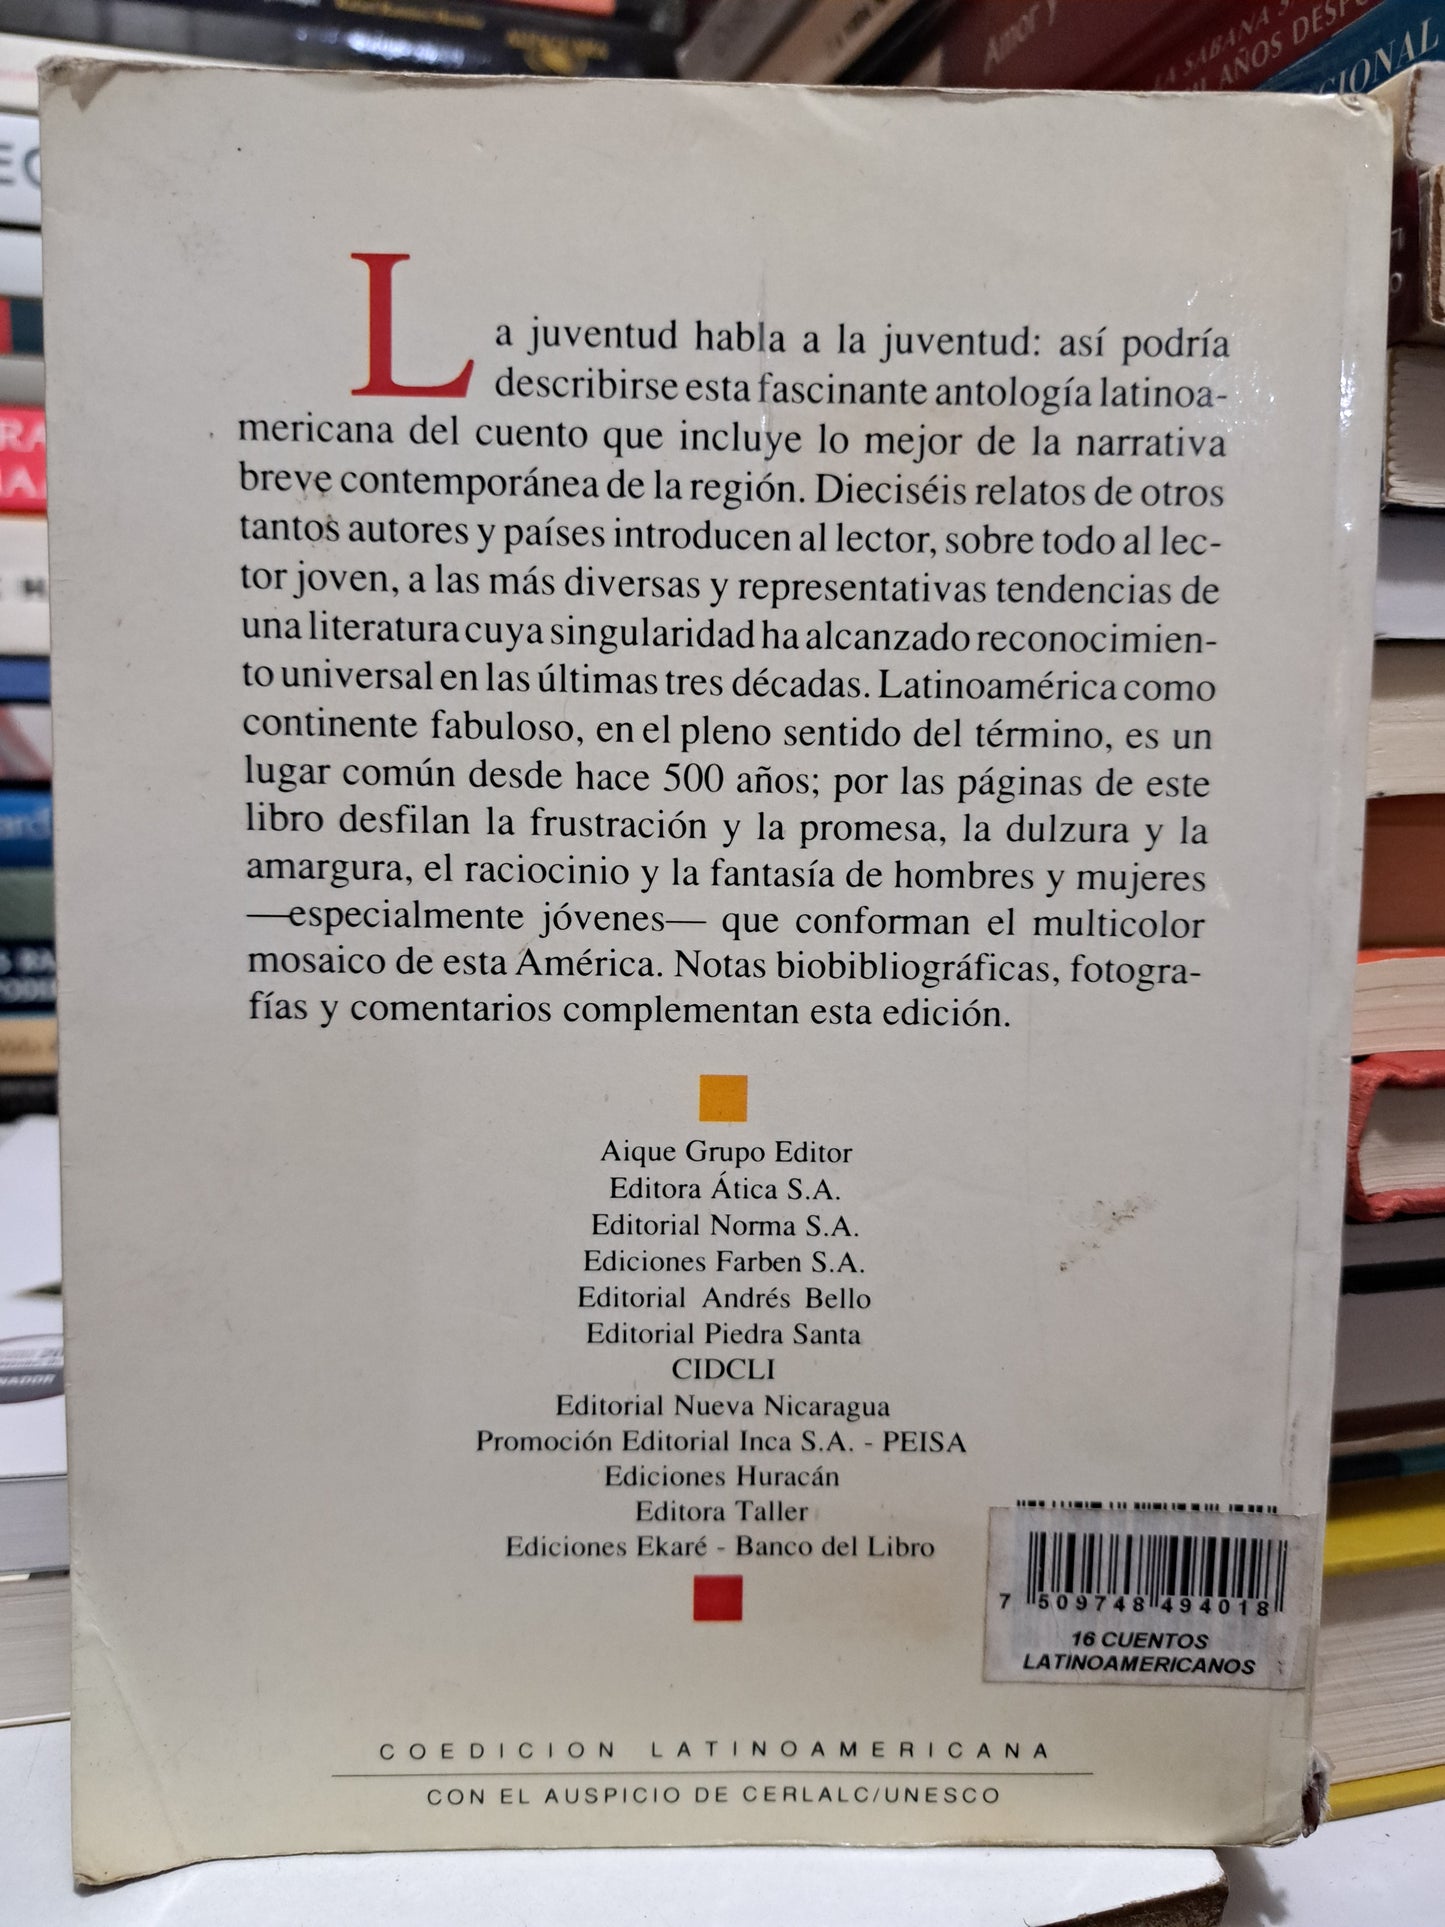 Amor y
LA SABANA
AÑOS DESPU
CIONAL
La juventud habla a la juventud: así podría
describirse esta fascinante antología latinoa-
mericana del cuento que incluye lo mejor de la narrativa
breve contemporánea de la región. Dieciséis relatos de otros
tantos autores y países introducen al lector, sobre todo al lec-
tor joven, a las más diversas y representativas tendencias de
una literatura cuya singularidad ha alcanzado reconocimien-
to universal en las últimas tres décadas. Latinoamérica como
continente fabuloso, en el pleno sentido del término, es un
lugar común desde hace 500 años; por las páginas de este
libro desfilan la frustración y la promesa, la dulzura y la
amargura, el raciocinio y la fantasía de hombres y mujeres
—especialmente jóvenes— que conforman el multicolor
mosaico de esta América. Notas biobibliográficas, fotogra-
fías y comentarios complementan esta edición.
Aique Grupo Editor
Editora Ática S.A.
Editorial Norma S.A.
Ediciones Farben S.A.
Editorial Andrés Bello
Editorial Piedra Santa
CIDCLI
Editorial Nueva Nicaragua
Promoción Editorial Inca S.A. - PEISA
Ediciones Huracán
Editora Taller
Ediciones Ekaré - Banco del Libro
7 509748 494018
16 CUENTOS
LATINOAMERICANOS
COEDICION LATINOAMERICANA
CON EL AUSPICIO DE CERLALC/UNESCO